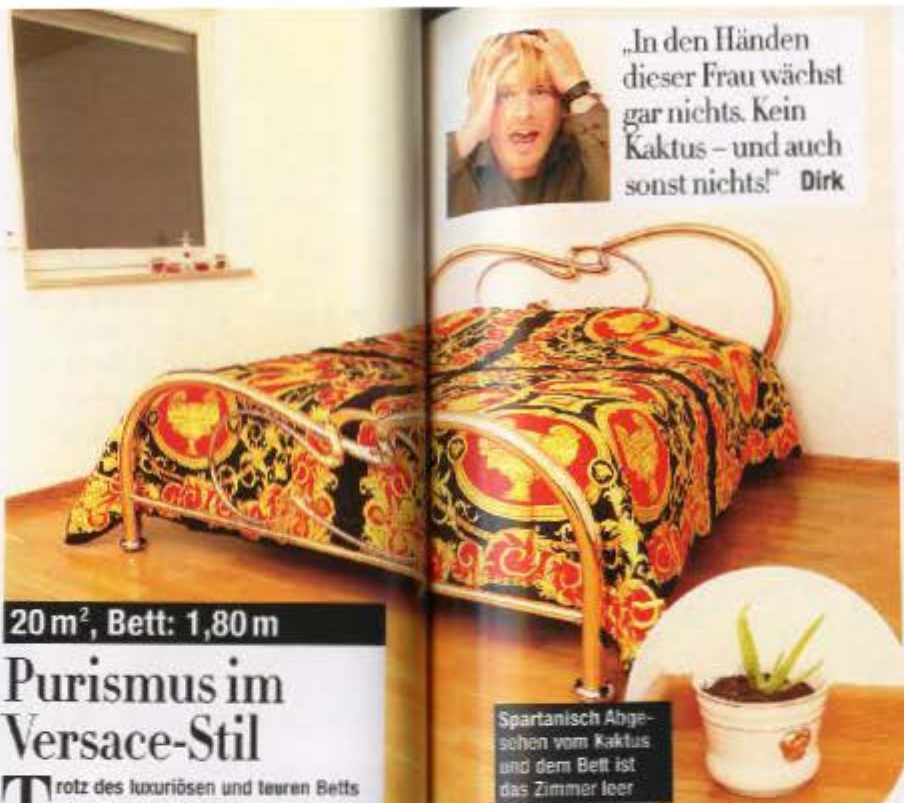 „In den Händen
dieser Frau wächst
gar nichts. Kein
Kaktus – und auch
sonst nichts!“ Dirk
20 m², Bett: 1,80 m
Purismus im
Versace-Stil
Trotz des luxuriösen und teuren Betts
Spartanisch Abge-
sehen vom Kaktus
und dem Bett ist
das Zimmer leer